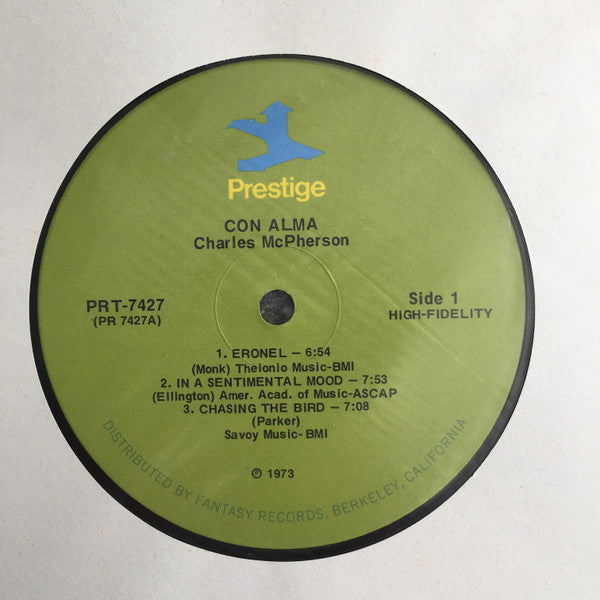 Prestige
CON ALMA
Charles McPherson
PRT-7427
(PR 7427A)
Side 1
HIGH-FIDELITY
1. ERONEL – 6:54
(Monk) Thelonio Music-BMI
2. IN A SENTIMENTAL MOOD – 7:53
(Ellington) Amer. Acad. of Music-ASCAP
3. CHASING THE BIRD – 7:08
(Parker)
Savoy Music-BMI
℗ 1973
DISTRIBUTED BY FANTASY RECORDS, BERKELEY, CALIFORNIA